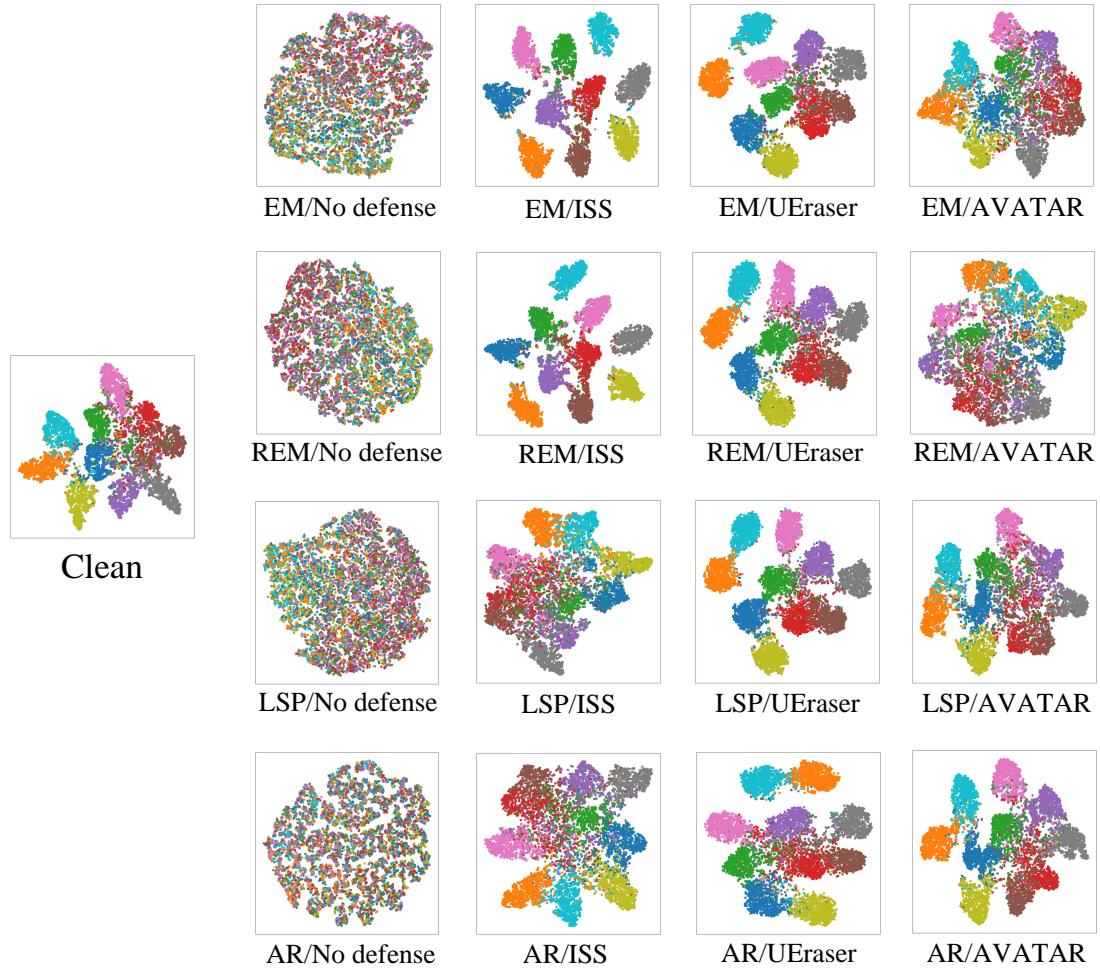 EM/No defense
EM/ISS
EM/UEraser
EM/AVATAR
REM/No defense
REM/ISS
REM/UEraser
REM/AVATAR
Clean
LSP/No defense
LSP/ISS
LSP/UEraser
LSP/AVATAR
AR/No defense
AR/ISS
AR/UEraser
AR/AVATAR